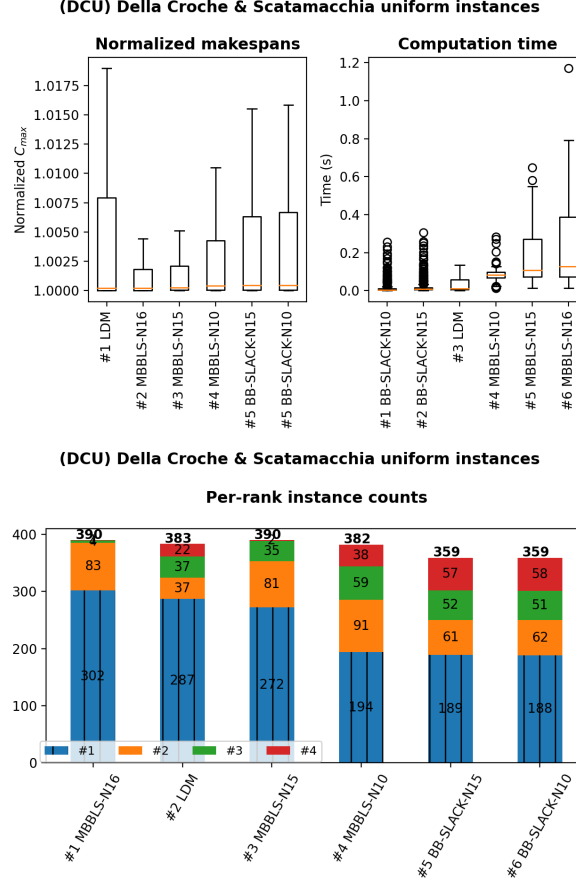 (DCU) Della Croche & Scatamacchia uniform instances
Normalized makespans
Computation time
Normalized Cmax
1.0175
1.0150
1.0125
1.0100
1.0075
1.0050
1.0025
1.0000
#1 LDM
#2 MBBLS-N16
#3 MBBLS-N15
#4 MBBLS-N10
#5 BB-SLACK-N15
#5 BB-SLACK-N10
Time (s)
1.2
1.0
0.8
0.6
0.4
0.2
0.0
#1 BB-SLACK-N10
#2 BB-SLACK-N15
#3 LDM
#4 MBBLS-N10
#5 MBBLS-N15
#6 MBBLS-N16
(DCU) Della Croche & Scatamacchia uniform instances
Per-rank instance counts
400
300
200
100
0
390
4
83
302
383
22
37
37
287
390
2
35
81
272
382
38
59
91
194
359
57
52
61
189
359
58
51
62
188
#1
#2
#3
#4
#1 MBBLS-N16
#2 LDM
#3 MBBLS-N15
#4 MBBLS-N10
#5 BB-SLACK-N15
#6 BB-SLACK-N10